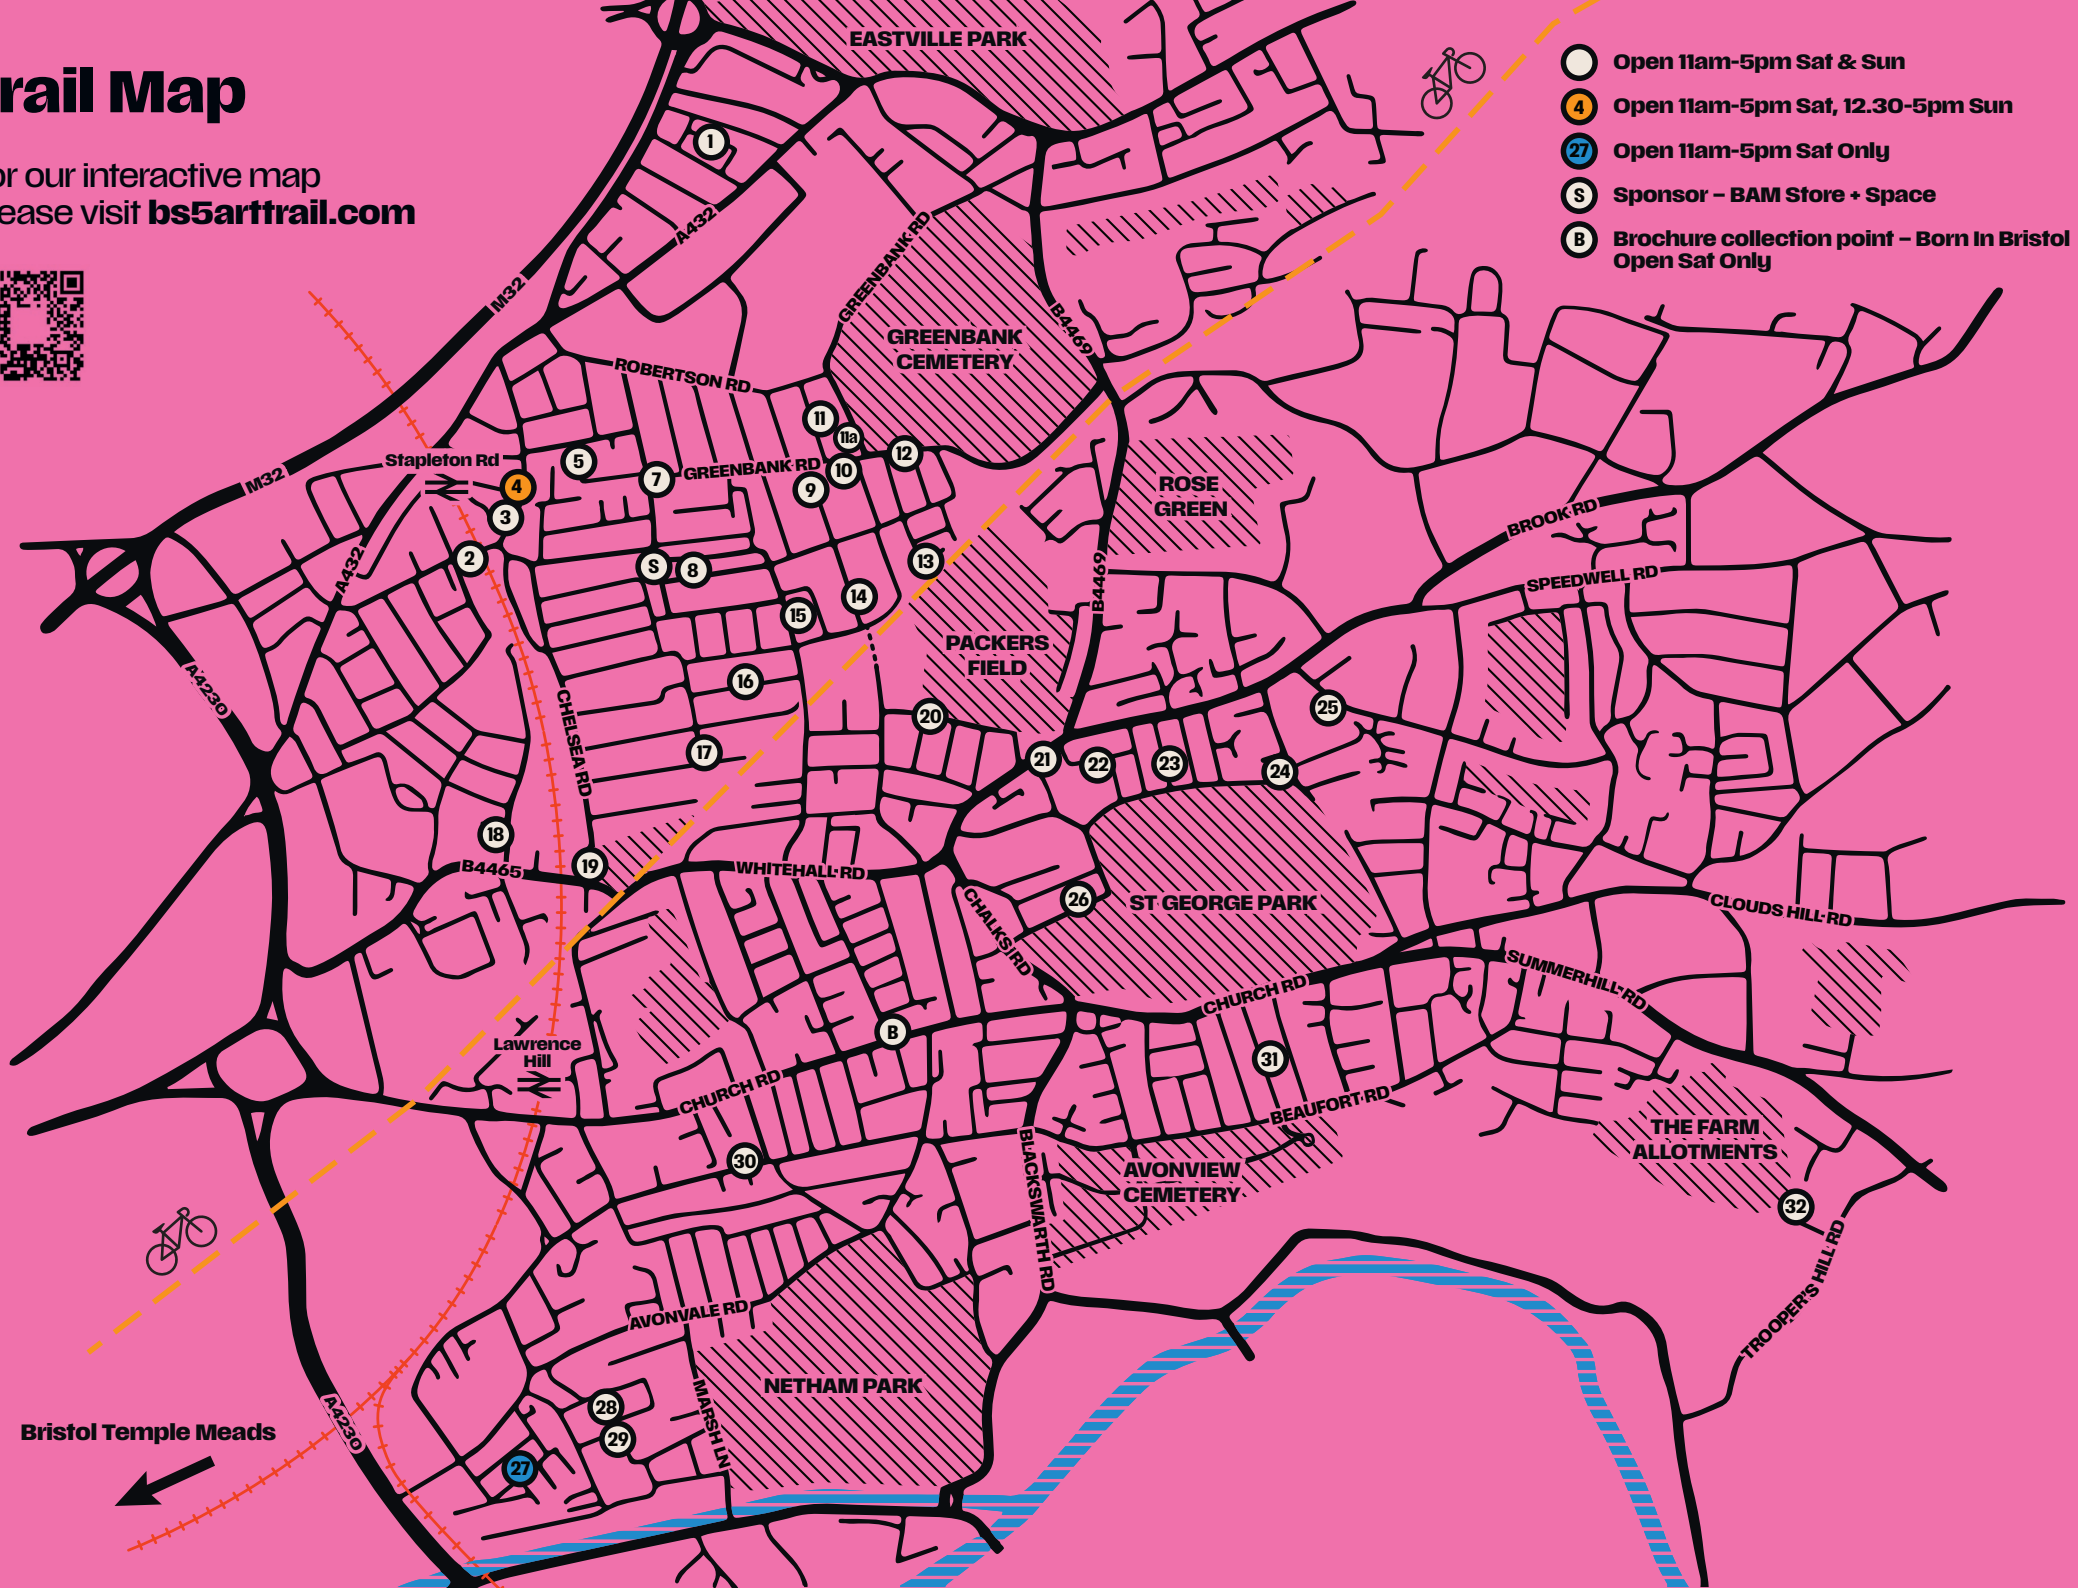 rail Map
or our interactive map
ease visit bs5arttrail.com
Open 11am-5pm Sat & Sun
4 Open 11am-5pm Sat, 12.30-5pm Sun
27 Open 11am-5pm Sat Only
S Sponsor – BAM Store + Space
B Brochure collection point – Born In Bristol
Open Sat Only
EASTVILLE PARK
1
A432
GREENBANK RD
M32
GREENBANK
CEMETERY
B4469
ROBERTSON RD
11
11a
12
Stapleton Rd
5
7
GREENBANK RD
10
9
M32
4
3
ROSE
GREEN
BROOK RD
2
A432
S
8
13
B4469
SPEEDWELL RD
14
15
PACKERS
FIELD
16
A4230
CHELSEA RD
20
25
17
21
22
23
24
18
B4465
19
WHITEHALL RD
26
CHALKS RD
ST GEORGE PARK
CLOUDS HILL RD
SUMMERHILL RD
CHURCH RD
B
Lawrence
Hill
31
CHURCH RD
BEAUFORT RD
THE FARM
ALLOTMENTS
30
BLACKSWARTH RD
AVONVIEW
CEMETERY
32
TROOPER'S HILL RD
AVONVALE RD
NETHAM PARK
MARSH LN
28
29
27
A4230
Bristol Temple Meads